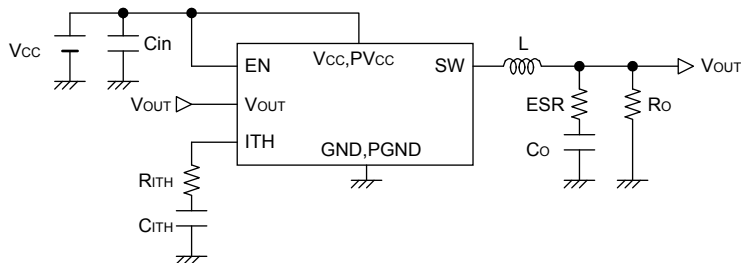 VCC
Cin
EN
VCC,PVCC
SW
L
VOUT
VOUT
VOUT
ESR
RO
ITH
GND,PGND
CO
RITH
CITH